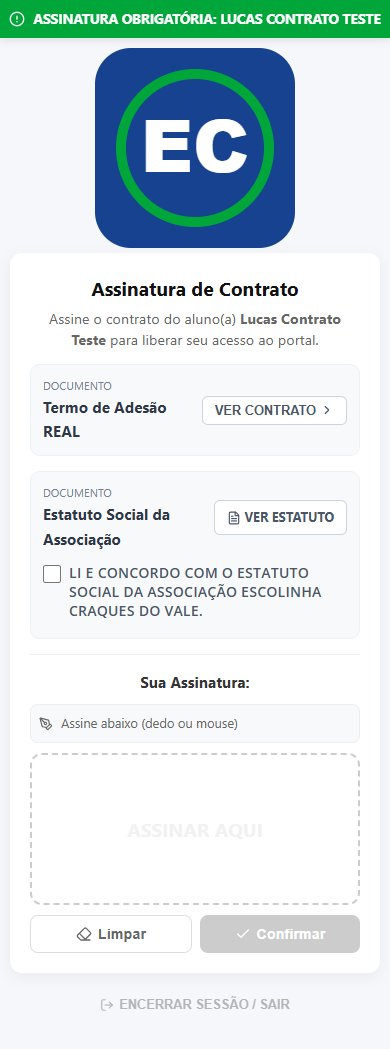 ASSINATURA OBRIGATÓRIA: LUCAS CONTRATO TESTE
EC
Assinatura de Contrato
Assine o contrato do aluno(a) Lucas Contrato
Teste para liberar seu acesso ao portal.
DOCUMENTO
Termo de Adesão
REAL
VER CONTRATO
DOCUMENTO
Estatuto Social da
Associação
VER ESTATUTO
LI E CONCORDO COM O ESTATUTO
SOCIAL DA ASSOCIAÇÃO ESCOLINHA
CRAQUES DO VALE.
Sua Assinatura:
Assine abaixo (dedo ou mouse)
ASSINAR AQUI
Limpar
Confirmar
ENCERRAR SESSÃO / SAIR